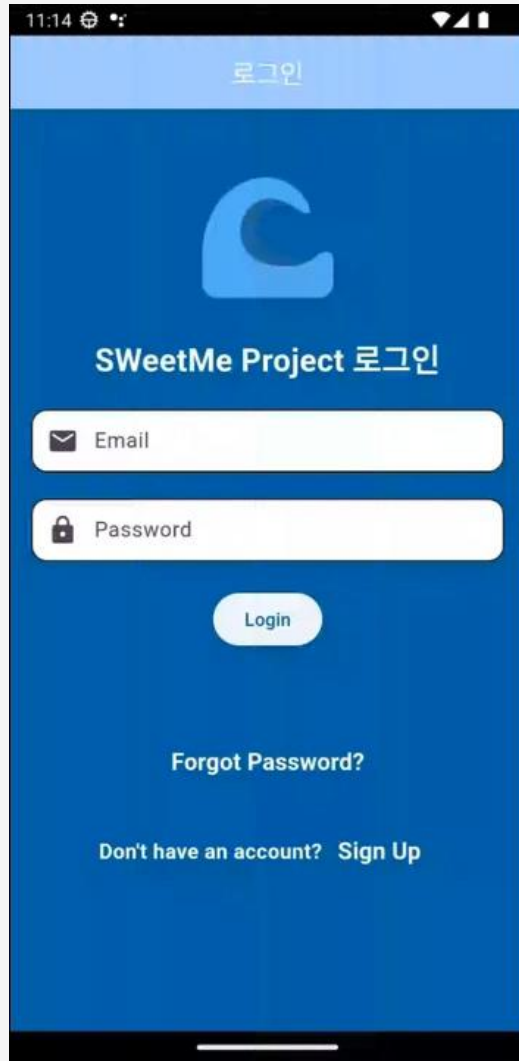 11:14
로그인
SWeetMe Project 로그인
Email
Password
Login
Forgot Password?
Don't have an account? Sign Up